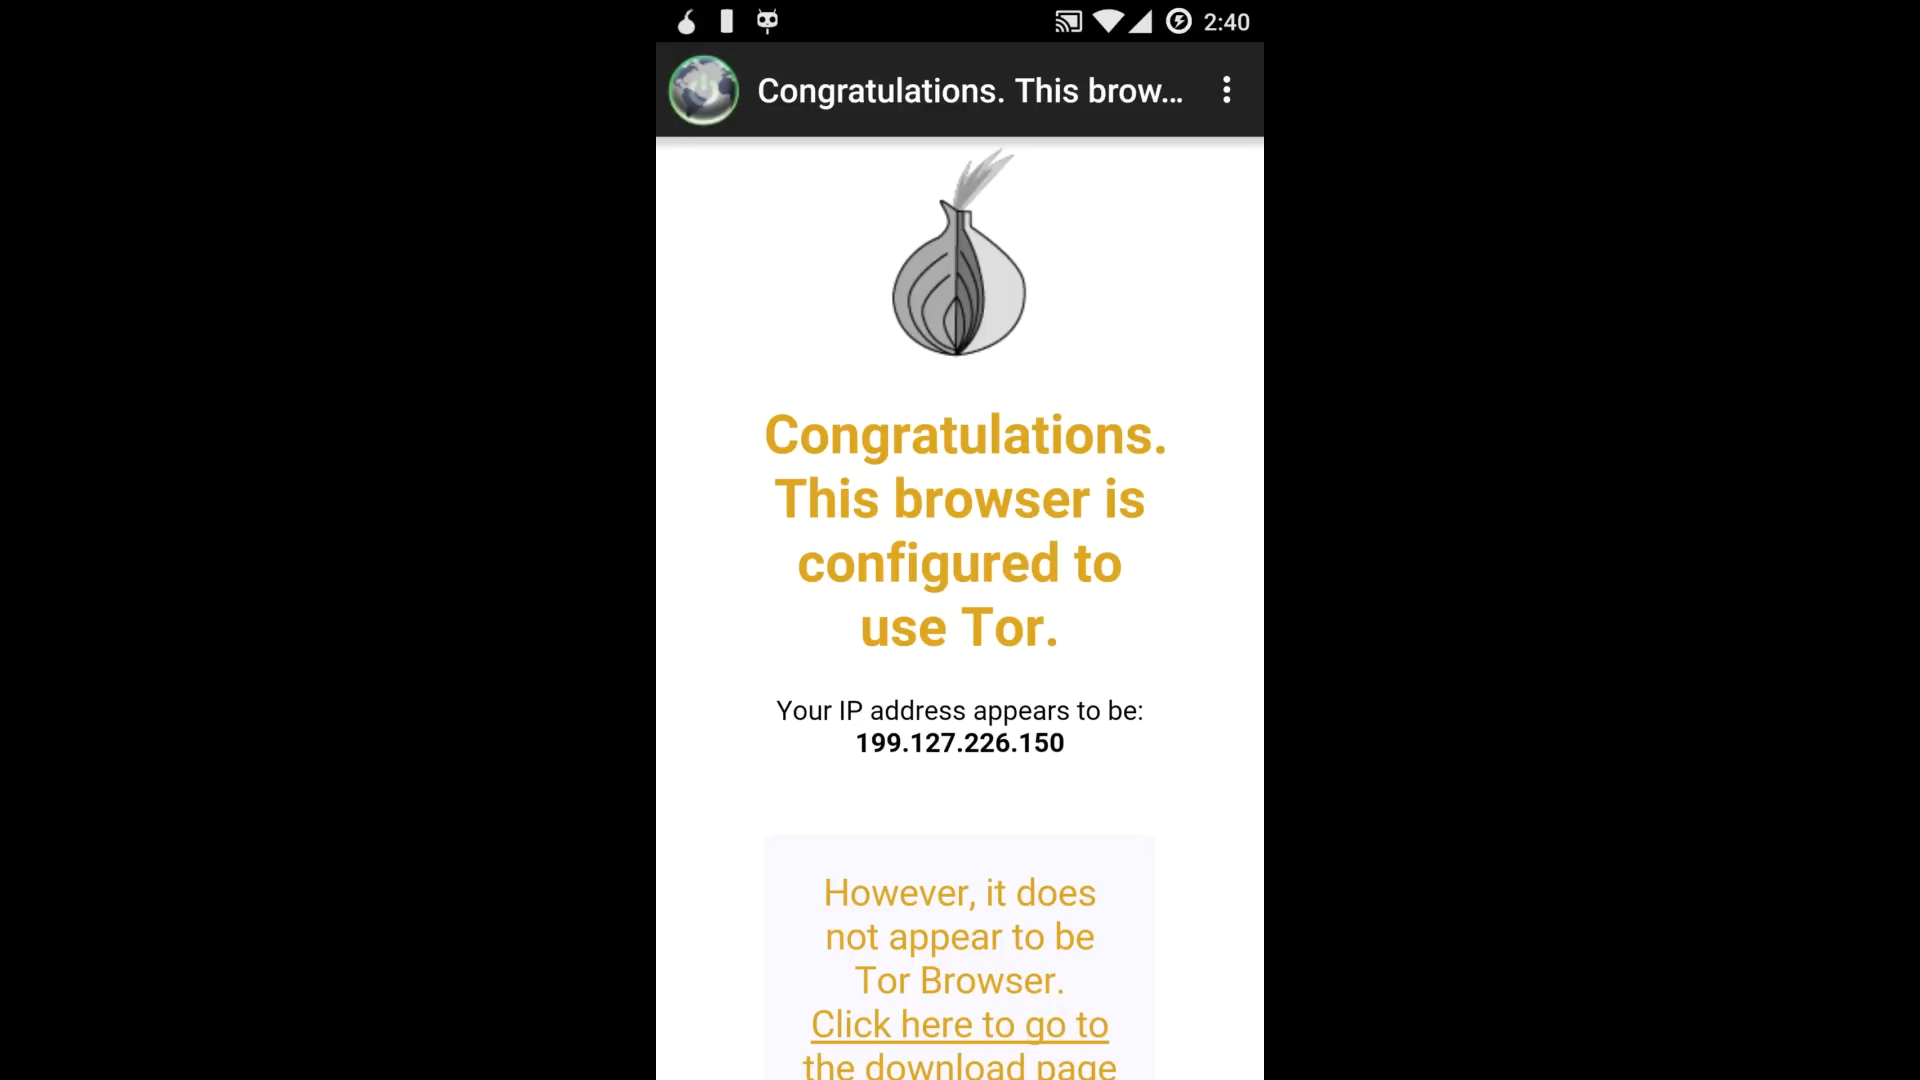 2:40
Congratulations. This brow...
Congratulations.
This browser is
configured to
use Tor.
Your IP address appears to be:
199.127.226.150
However, it does
not appear to be
Tor Browser.
Click here to go to
the download page